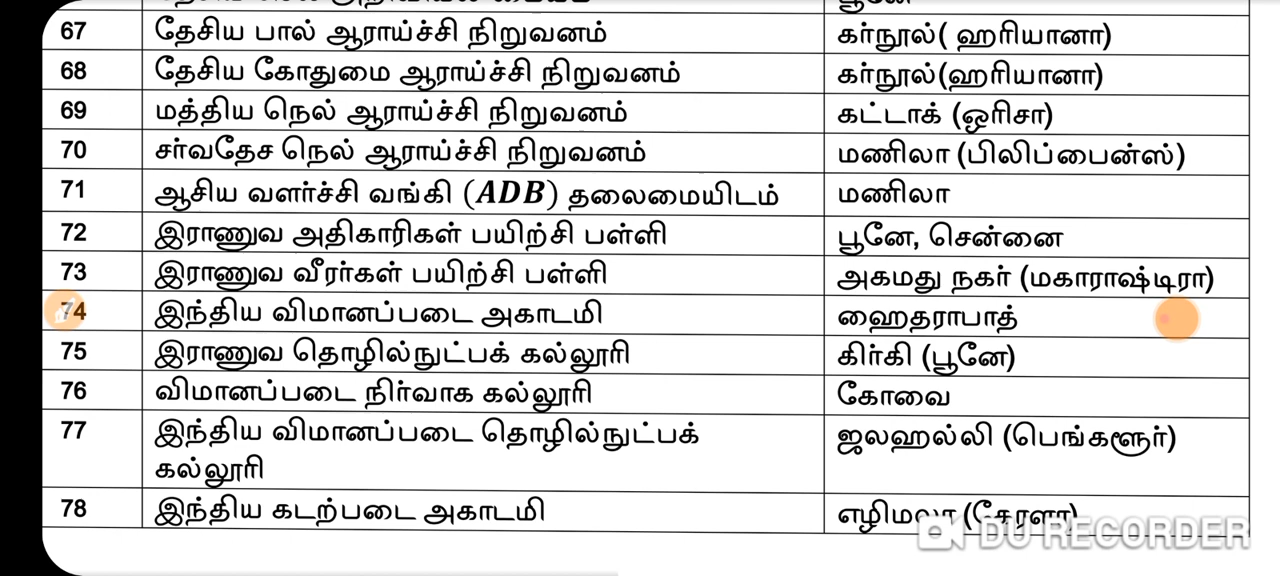 67 தேசிய பால் ஆராய்ச்சி நிறுவனம் கர்நூல்( ஹரியானா)
68 தேசிய கோதுமை ஆராய்ச்சி நிறுவனம் கர்நூல்(ஹரியானா)
69 மத்திய நெல் ஆராய்ச்சி நிறுவனம் கட்டாக் (ஒரிசா)
70 சர்வதேச நெல் ஆராய்ச்சி நிறுவனம் மணிலா (பிலிப்பைன்ஸ்)
71 ஆசிய வளர்ச்சி வங்கி (ADB) தலைமையிடம் மணிலா
72 இராணுவ அதிகாரிகள் பயிற்சி பள்ளி பூனே, சென்னை
73 இராணுவ வீரர்கள் பயிற்சி பள்ளி அகமது நகர் (மகாராஷ்டிரா)
74 இந்திய விமானப்படை அகாடமி ஹைதராபாத்
75 இராணுவ தொழில்நுட்பக் கல்லூரி கிர்கி (பூனே)
76 விமானப்படை நிர்வாக கல்லூரி கோவை
77 இந்திய விமானப்படை தொழில்நுட்பக் ஜலஹல்லி (பெங்களூர்)
கல்லூரி
78 இந்திய கடற்படை அகாடமி எழிமலா (கேரளா)
DU RECORDER